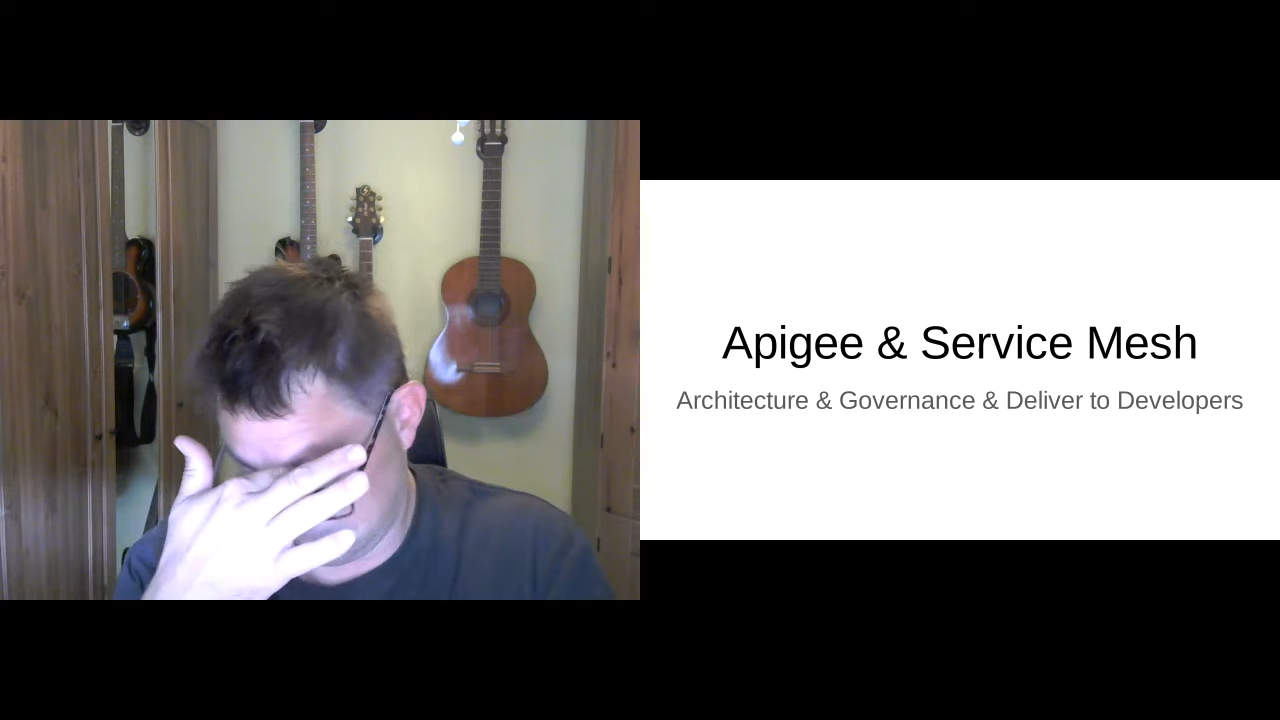 Apigee & Service Mesh
Architecture & Governance & Deliver to Developers